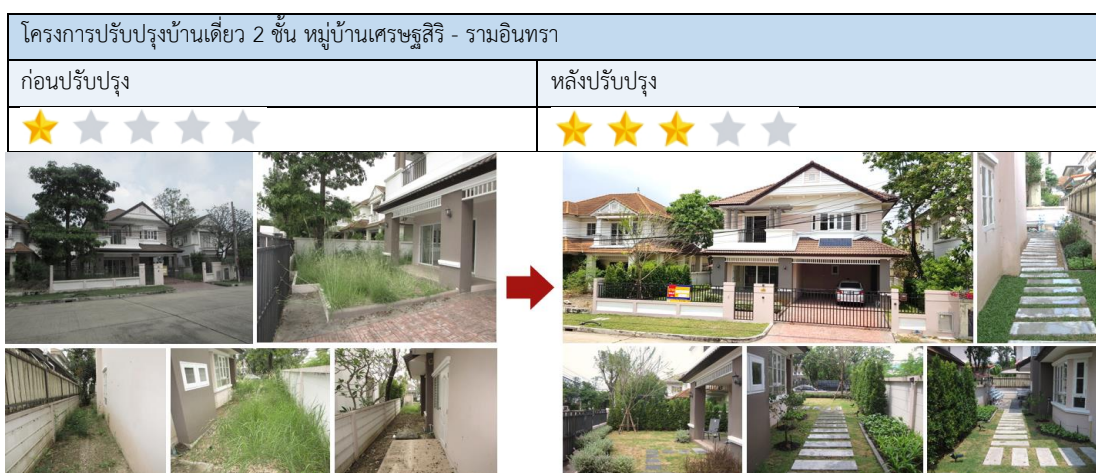 โครงการปรับปรุงบ้านเดี่ยว 2 ชั้น หมู่บ้านเศรษฐสิริ - รามอินทรา
ก่อนปรับปรุง
หลังปรับปรุง